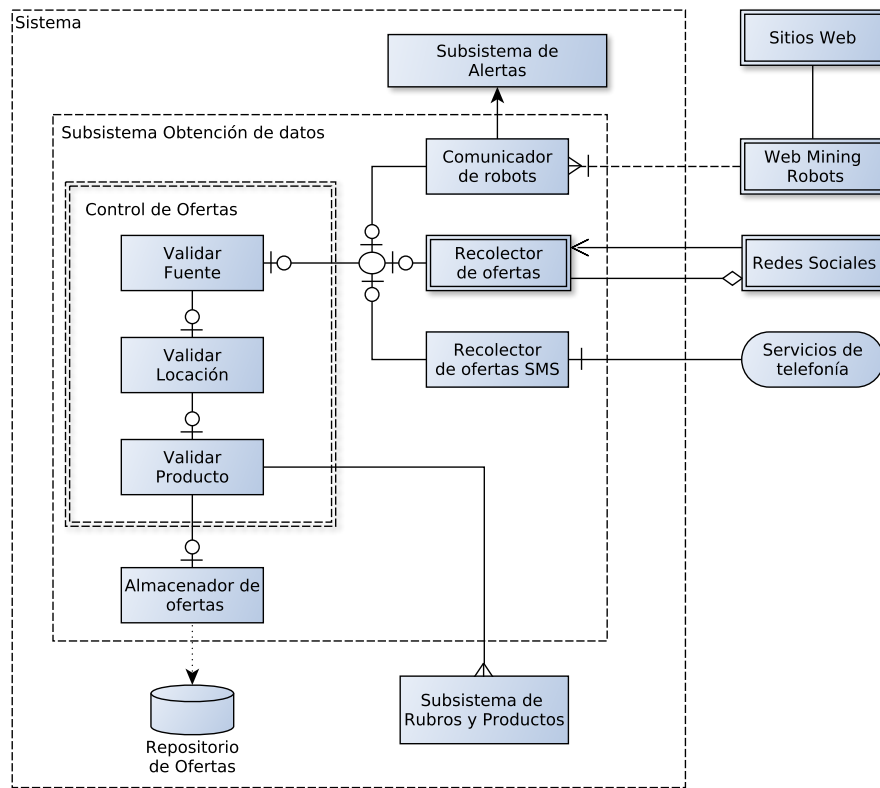 Sistema
Subsistema de
Alertas
Sitios Web
Subsistema Obtención de datos
Comunicador
de robots
Web Mining
Robots
Control de Ofertas
Validar
Fuente
Recolector
de ofertas
Redes Sociales
Validar
Locación
Recolector
de ofertas SMS
Servicios de
telefonía
Validar
Producto
Almacenador de
ofertas
Subsistema de
Rubros y Productos
Repositorio
de Ofertas